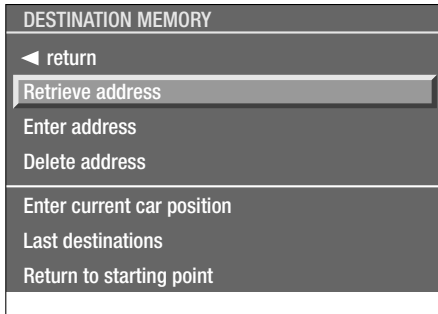 DESTINATION MEMORY
◄ return
Retrieve address
Enter address
Delete address
Enter current car position
Last destinations
Return to starting point